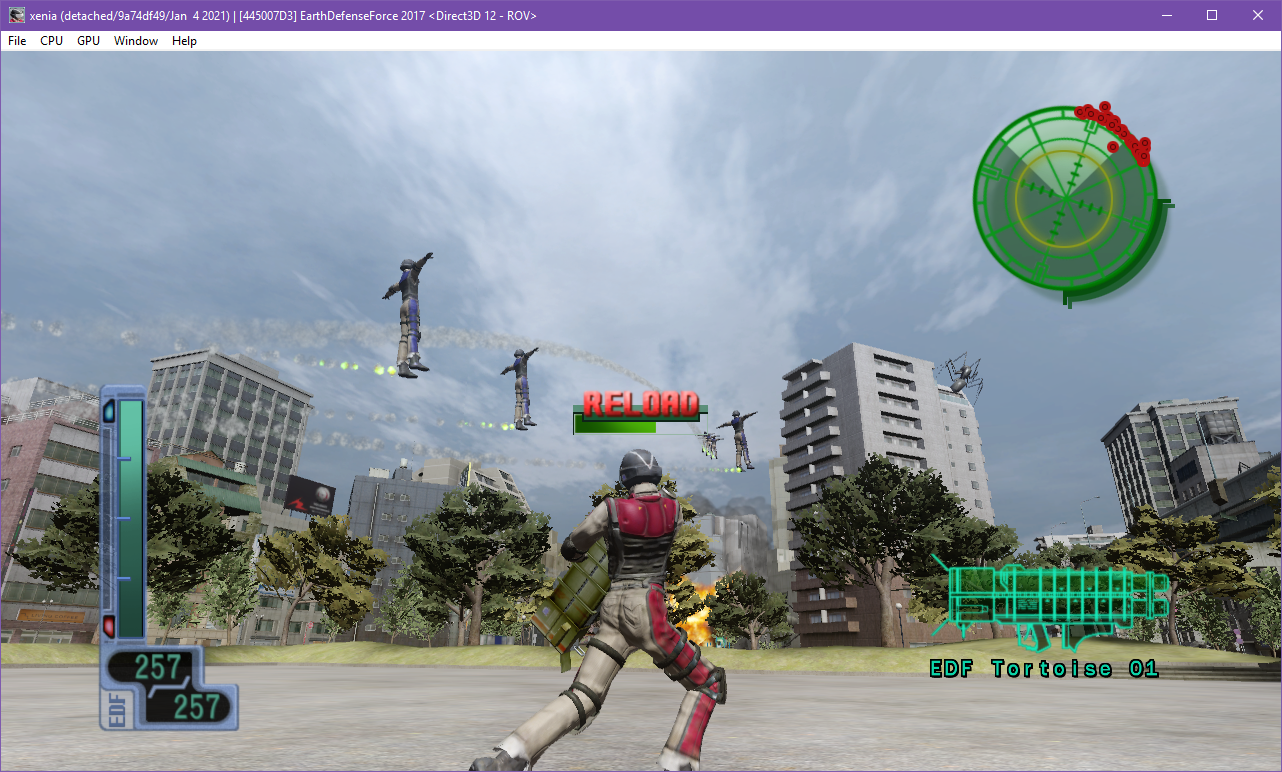 xenia (detached/9a74df49/Jan  4 2021) | [445007D3] EarthDefenseForce 2017 <Direct3D 12 - ROV>
File CPU GPU Window Help
RELOAD
EDF Tortoise 01
257
257
EDF